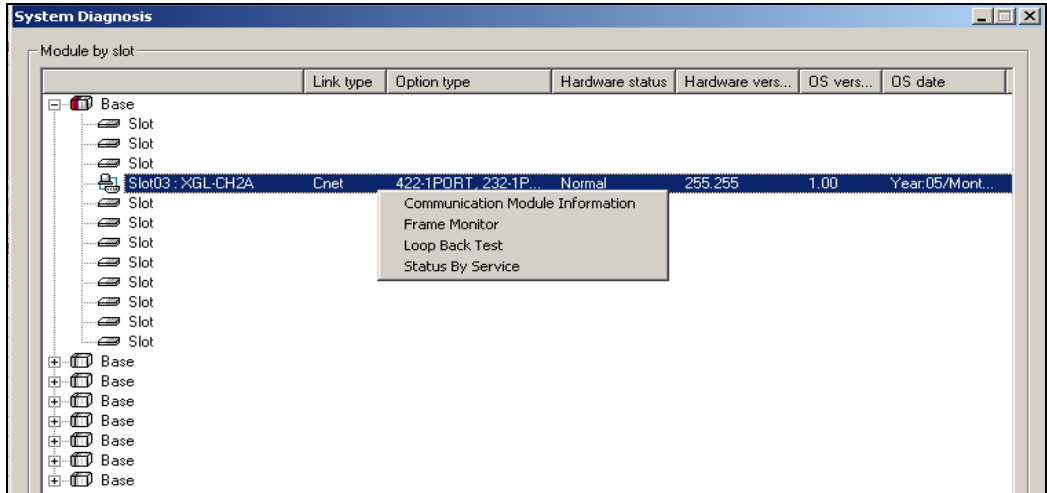 System Diagnosis
Module by slot
Link type Option type Hardware status Hardware vers... OS vers... OS date
Base
Slot
Slot
Slot
Slot03 : XGL-CH2A Cnet 422-1PORT, 232-1P... Normal 255.255 1.00 Year:05/Mont...
Slot
Communication Module Information
Slot
Frame Monitor
Slot
Loop Back Test
Slot
Status By Service
Slot
Slot
Slot
Slot
Base
Base
Base
Base
Base
Base
Base